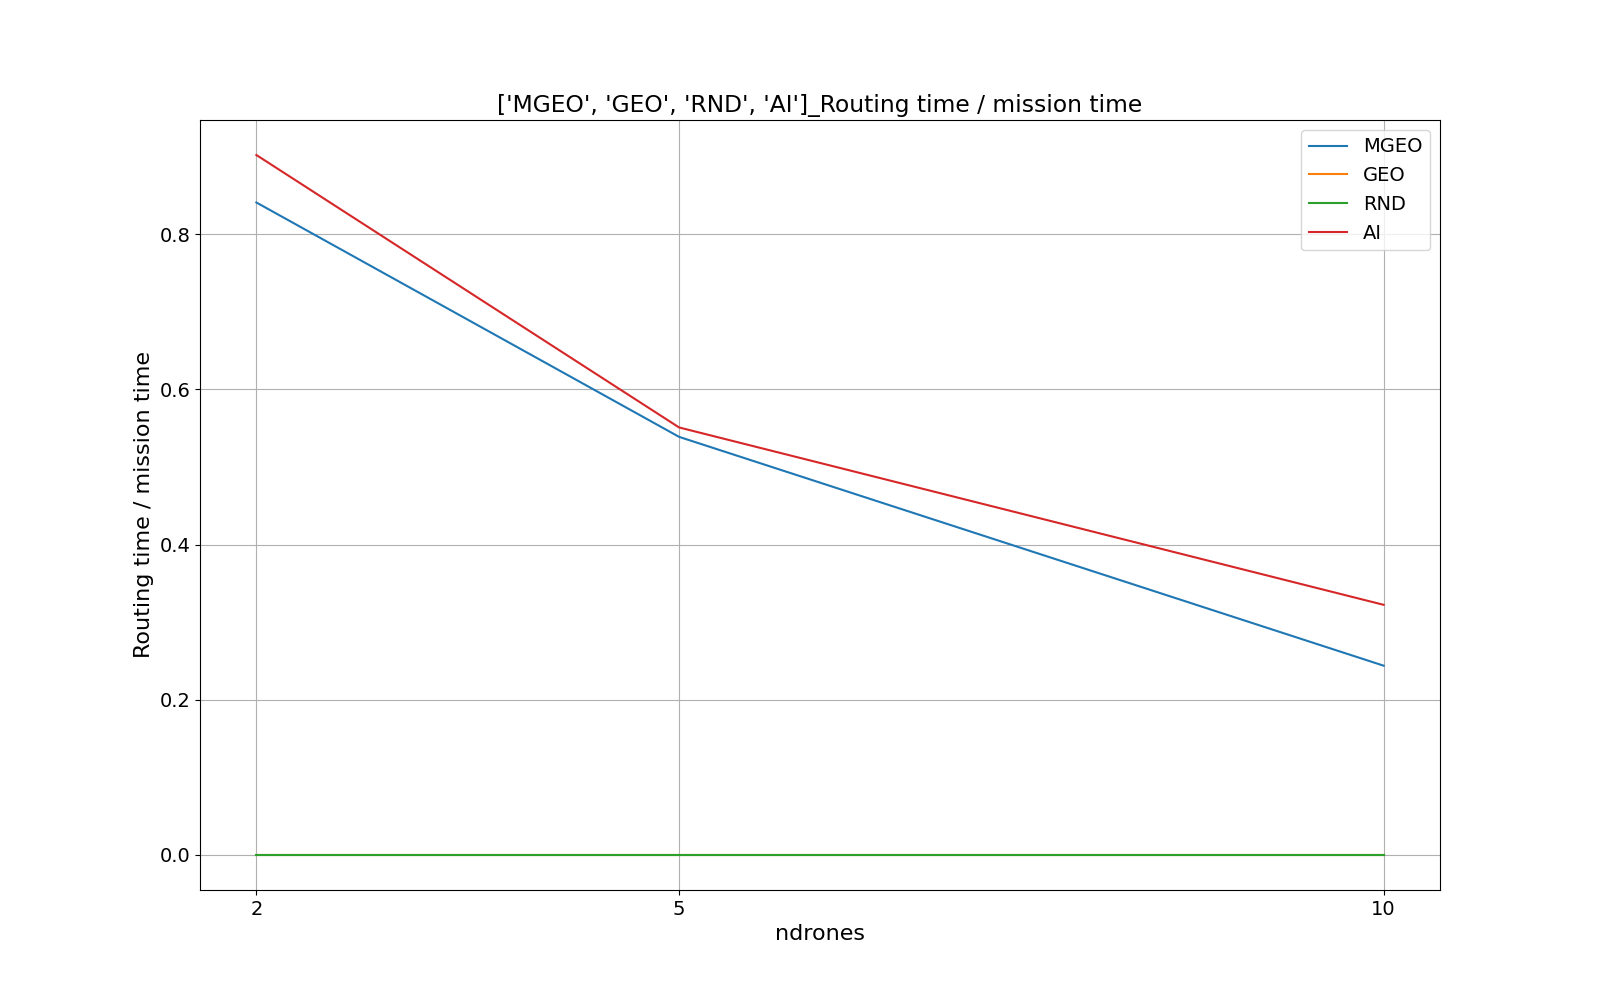 ['MGEO', 'GEO', 'RND', 'AI']_Routing time / mission time
MGEO
GEO
RND
AI
0.8
0.6
0.4
0.2
0.0
Routing time / mission time
2 5 10
ndrones